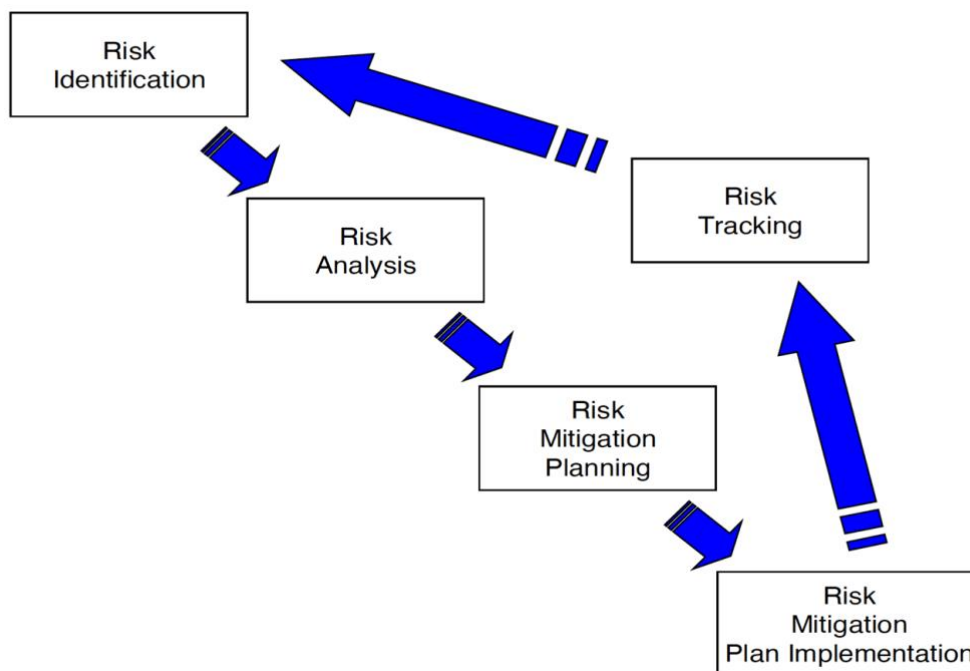 Risk
Identification
Risk
Tracking
Risk
Analysis
Risk
Mitigation
Planning
Risk
Mitigation
Plan Implementation